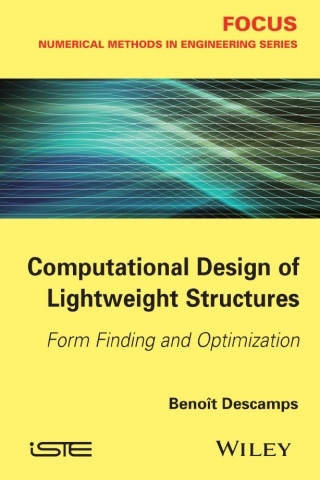 FOCUS
NUMERICAL METHODS IN ENGINEERING SERIES
Computational Design of
Lightweight Structures
Form Finding and Optimization
Benoît Descamps
iSTE
WILEY